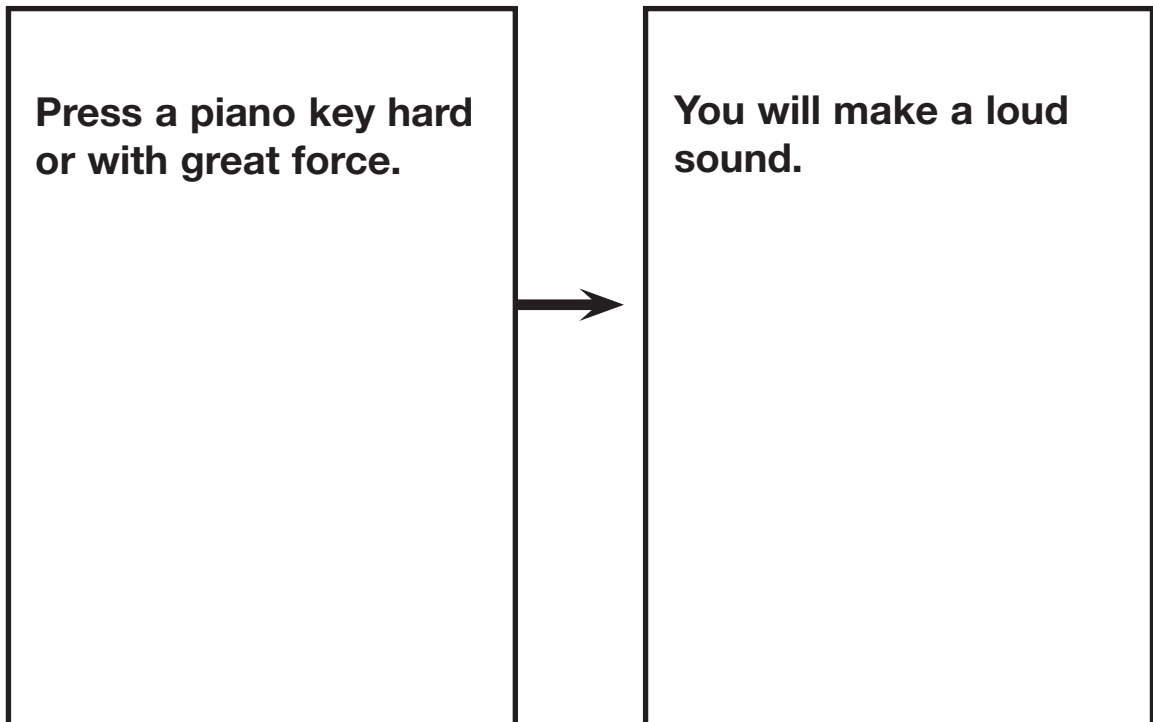 Press a piano key hard
or with great force.
You will make a loud
sound.